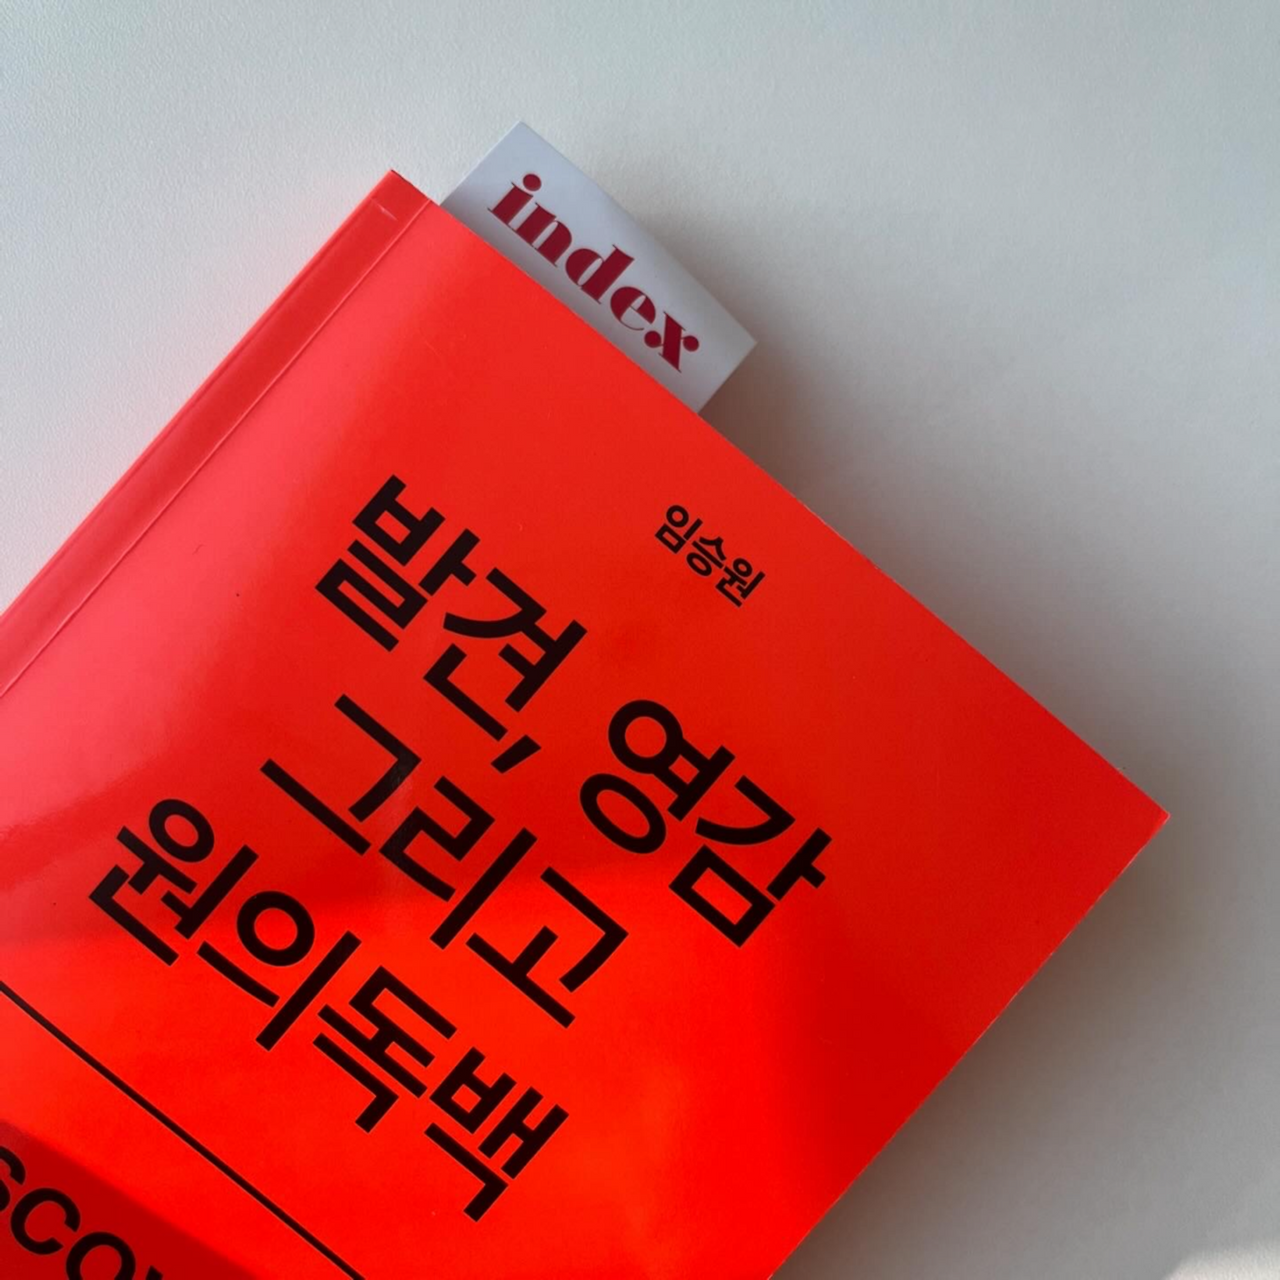 index
임승원
발견, 영감
그리고
원의독백